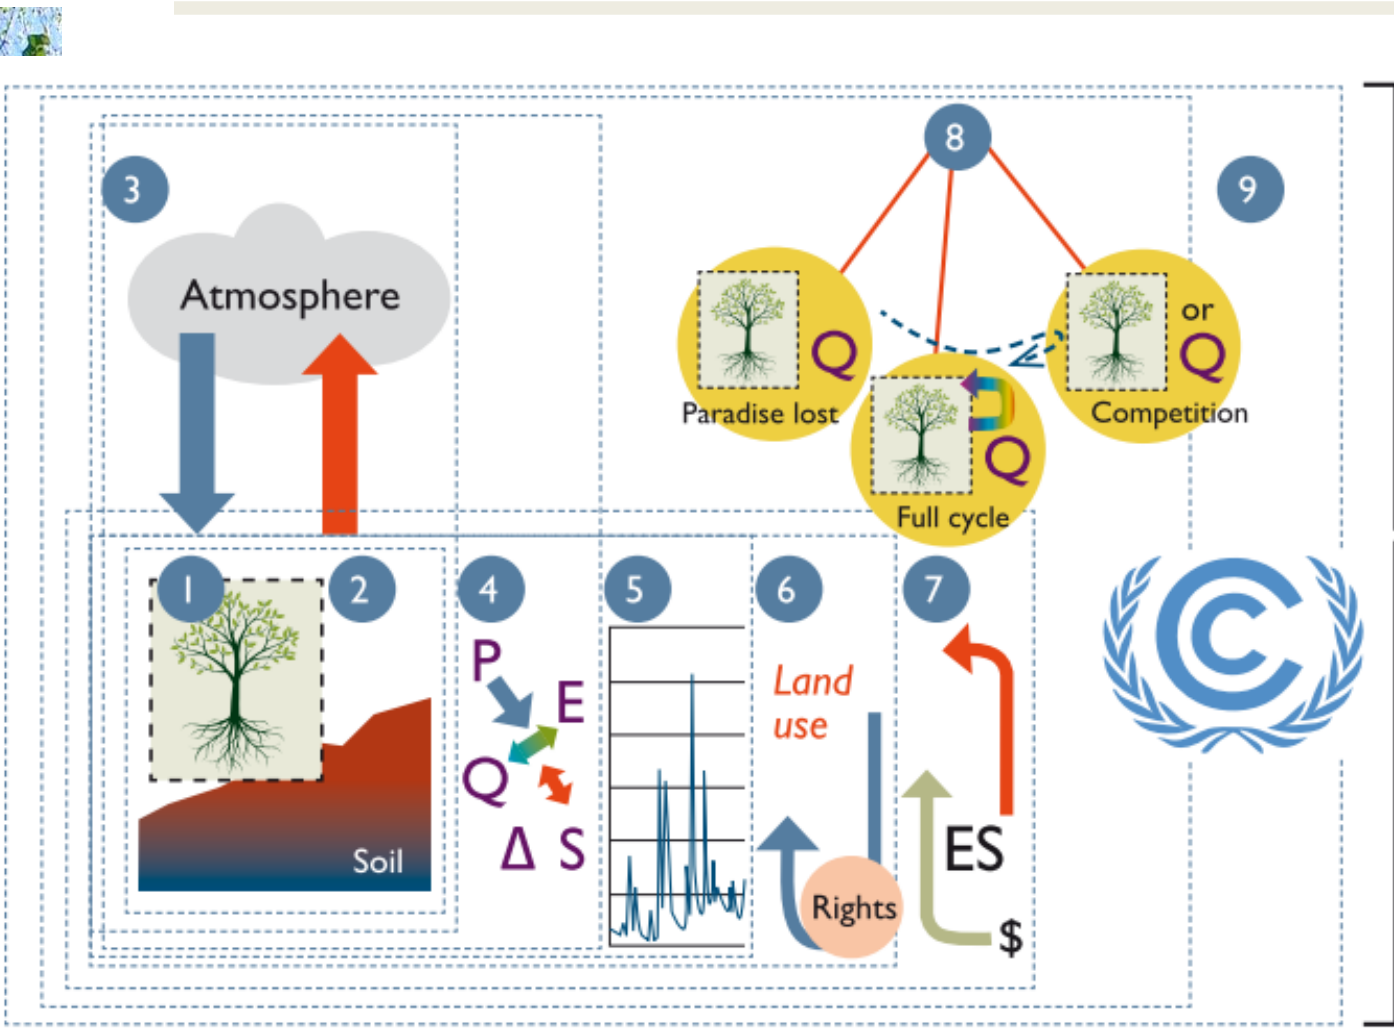 8
3
9
Atmosphere
or
Q
Q
Paradise lost
Competition
Q
Full cycle
1
2
4
5
6
7
P
E
Land
use
Q
Δ S
ES
Soil
Rights
$